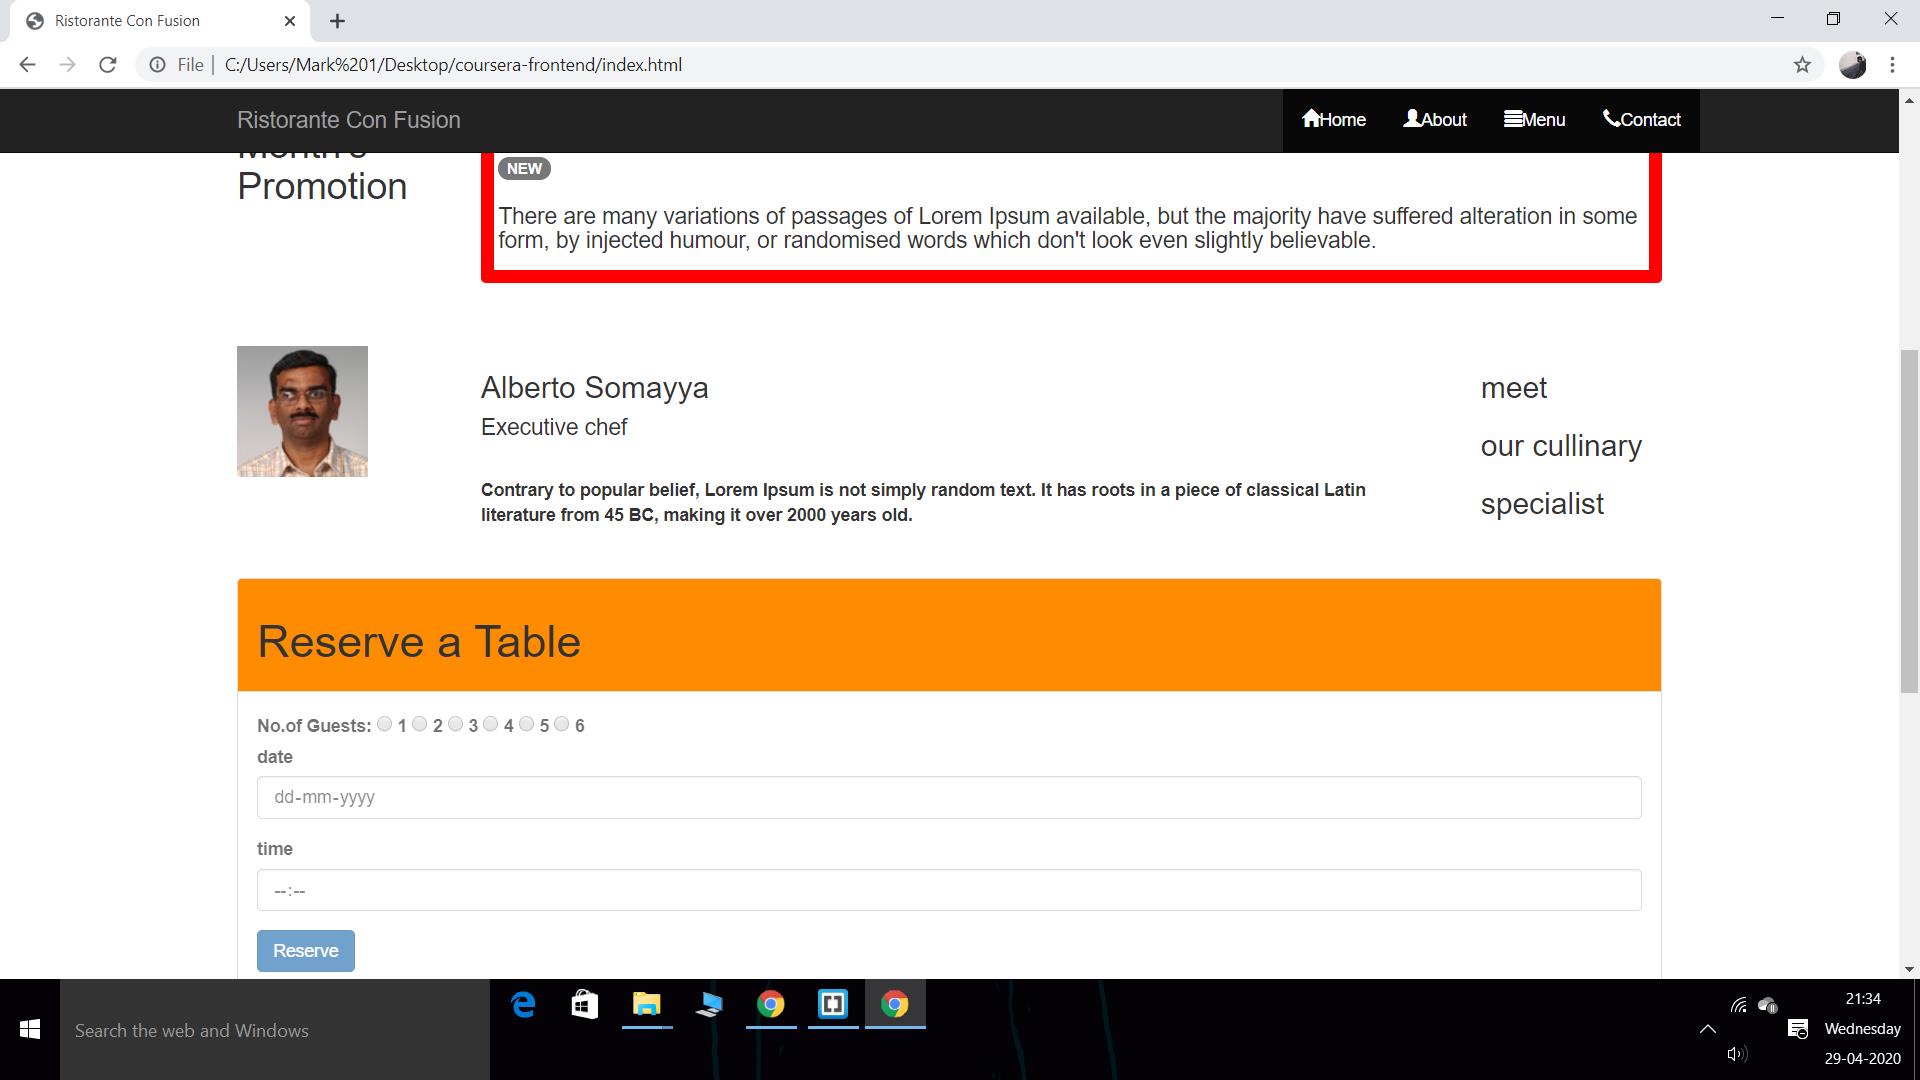 Ristorante Con Fusion
File
C:/Users/Mark%201/Desktop/coursera-frontend/index.html
Ristorante Con Fusion
Home
About
Menu
Contact
Month's
Promotion
NEW
There are many variations of passages of Lorem Ipsum available, but the majority have suffered alteration in some
form, by injected humour, or randomised words which don't look even slightly believable.
Alberto Somayya
Executive chef
Contrary to popular belief, Lorem Ipsum is not simply random text. It has roots in a piece of classical Latin
literature from 45 BC, making it over 2000 years old.
meet
our cullinary
specialist
Reserve a Table
No.of Guests: 1 2 3 4 5 6
date
dd-mm-yyyy
time
--:--
Reserve
Search the web and Windows
21:34
Wednesday
29-04-2020